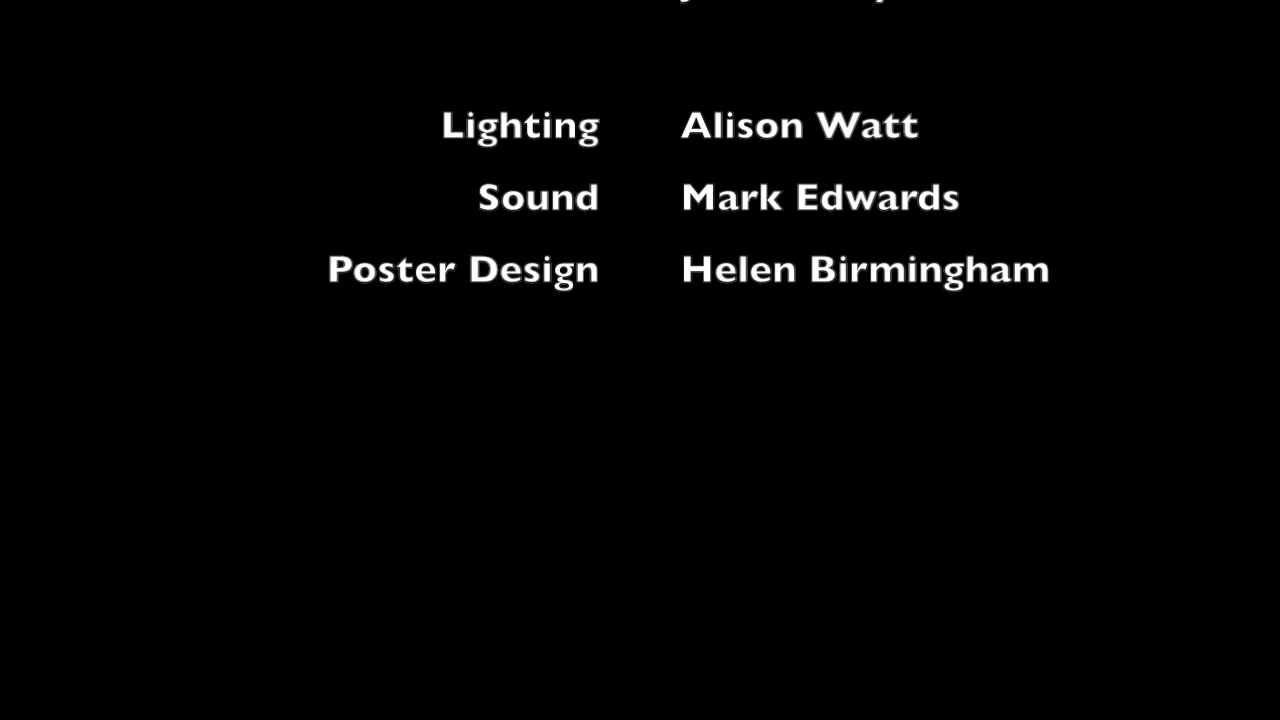 Lighting Alison Watt
Sound Mark Edwards
Poster Design Helen Birmingham